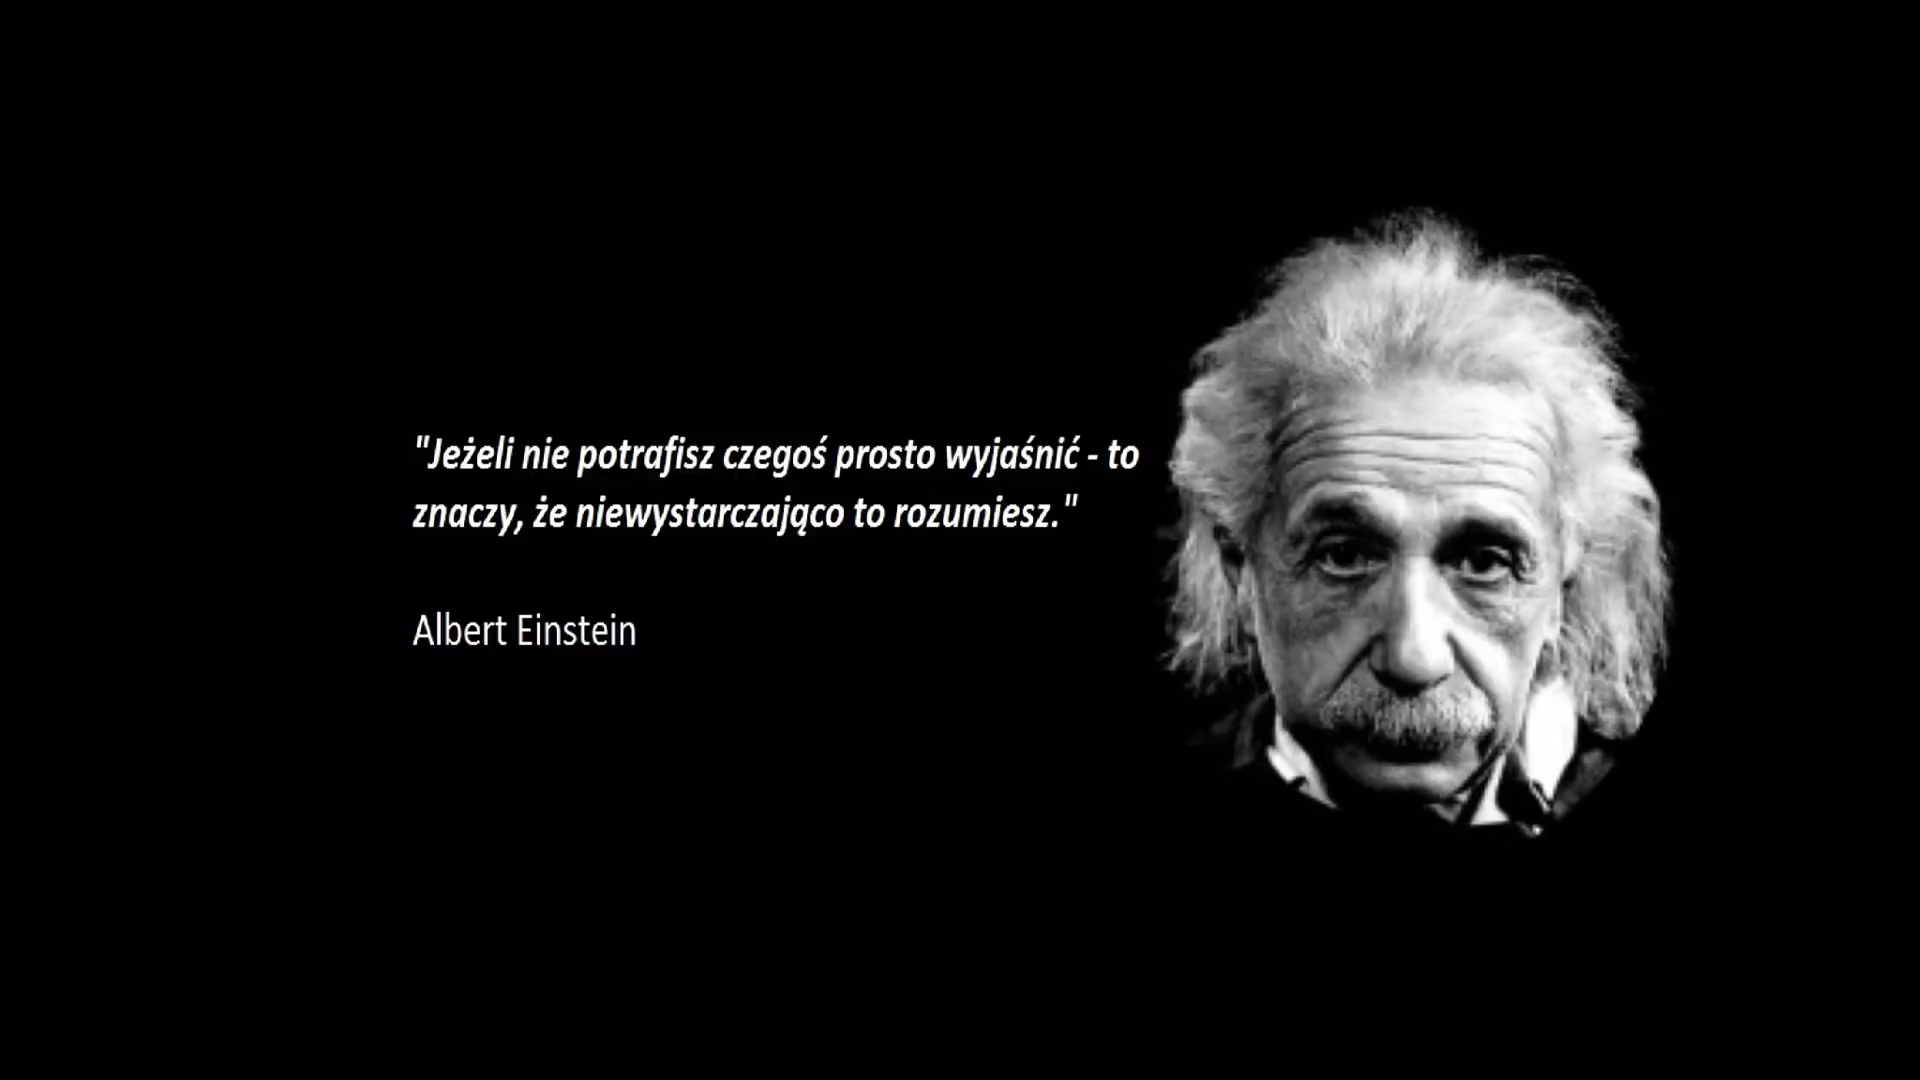 "Jeżeli nie potrafisz czegoś prosto wyjaśnić - to
znaczy, że niewystarczająco to rozumiesz."
Albert Einstein